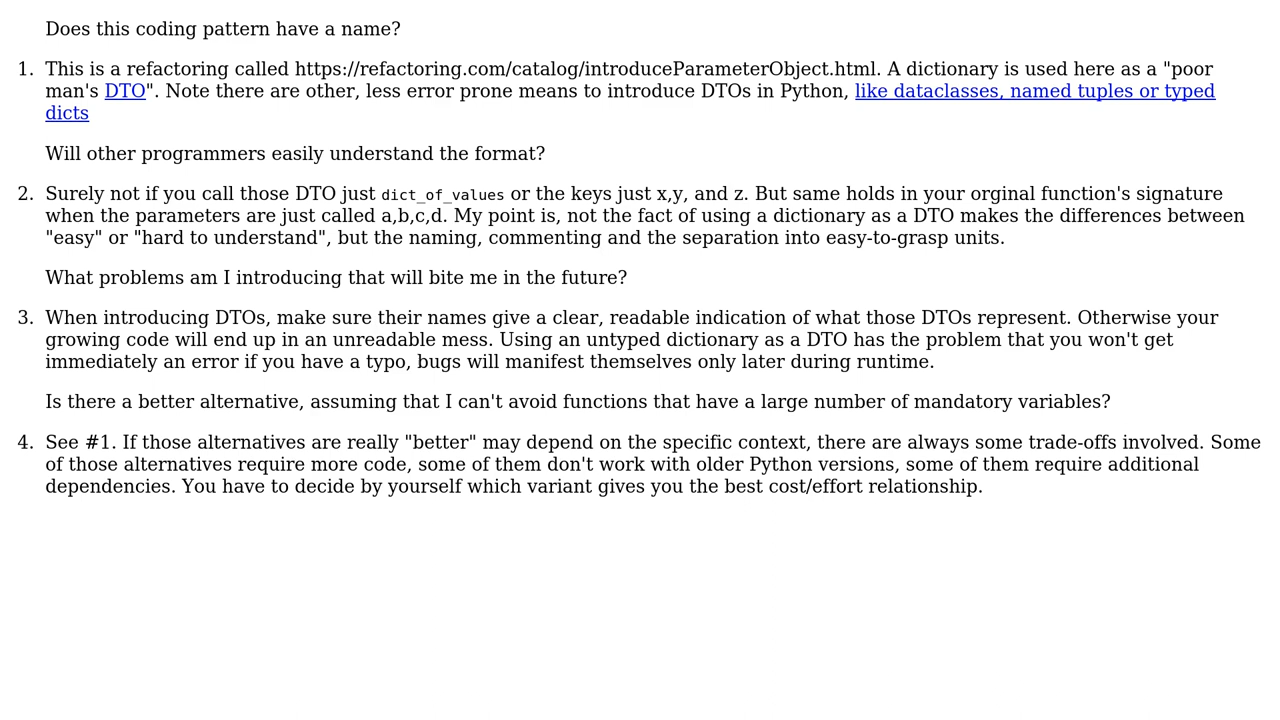 Does this coding pattern have a name?
1. This is a refactoring called https://refactoring.com/catalog/introduceParameterObject.html. A dictionary is used here as a "poor
man's DTO". Note there are other, less error prone means to introduce DTOs in Python, like dataclasses, named tuples or typed
dicts
Will other programmers easily understand the format?
2. Surely not if you call those DTO just dict_of_values or the keys just x,y, and z. But same holds in your orginal function's signature
when the parameters are just called a,b,c,d. My point is, not the fact of using a dictionary as a DTO makes the differences between
"easy" or "hard to understand", but the naming, commenting and the separation into easy-to-grasp units.
What problems am I introducing that will bite me in the future?
3. When introducing DTOs, make sure their names give a clear, readable indication of what those DTOs represent. Otherwise your
growing code will end up in an unreadable mess. Using an untyped dictionary as a DTO has the problem that you won't get
immediately an error if you have a typo, bugs will manifest themselves only later during runtime.
Is there a better alternative, assuming that I can't avoid functions that have a large number of mandatory variables?
4. See #1. If those alternatives are really "better" may depend on the specific context, there are always some trade-offs involved. Some
of those alternatives require more code, some of them don't work with older Python versions, some of them require additional
dependencies. You have to decide by yourself which variant gives you the best cost/effort relationship.